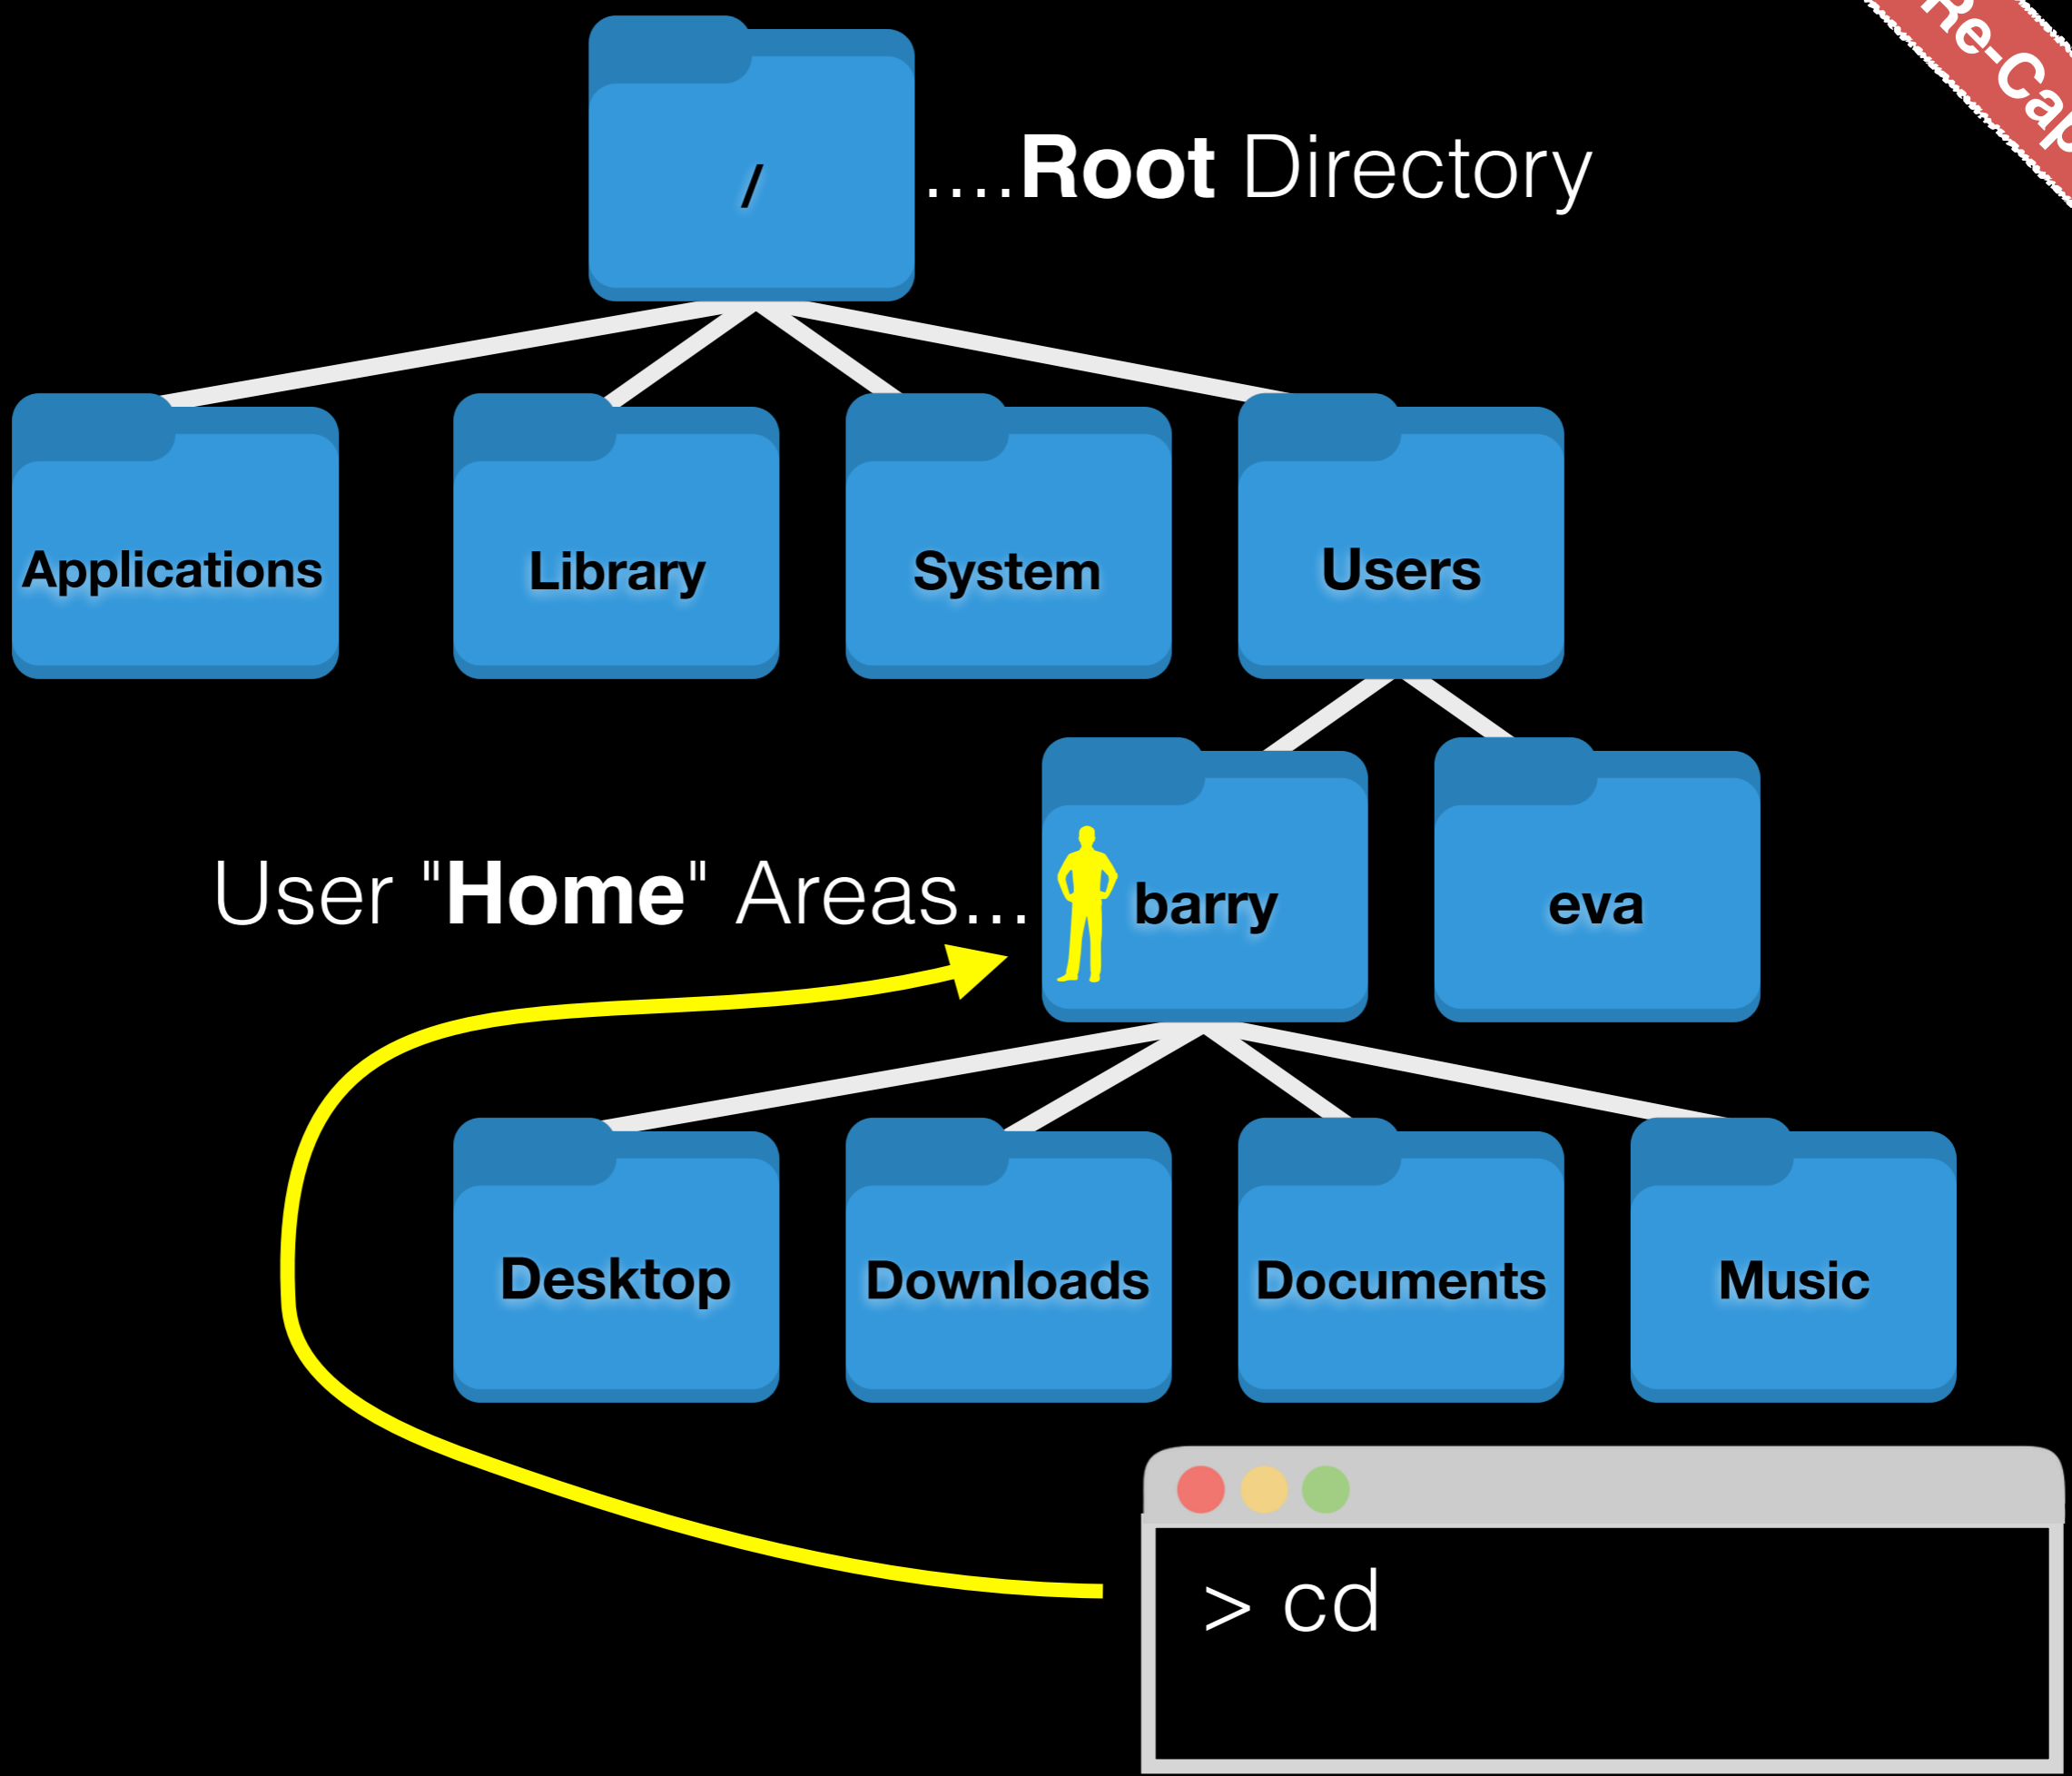 Re-Cap
/
....Root Directory
Applications
Library
System
Users
User "Home" Areas...
barry
eva
Desktop
Downloads
Documents
Music
> cd